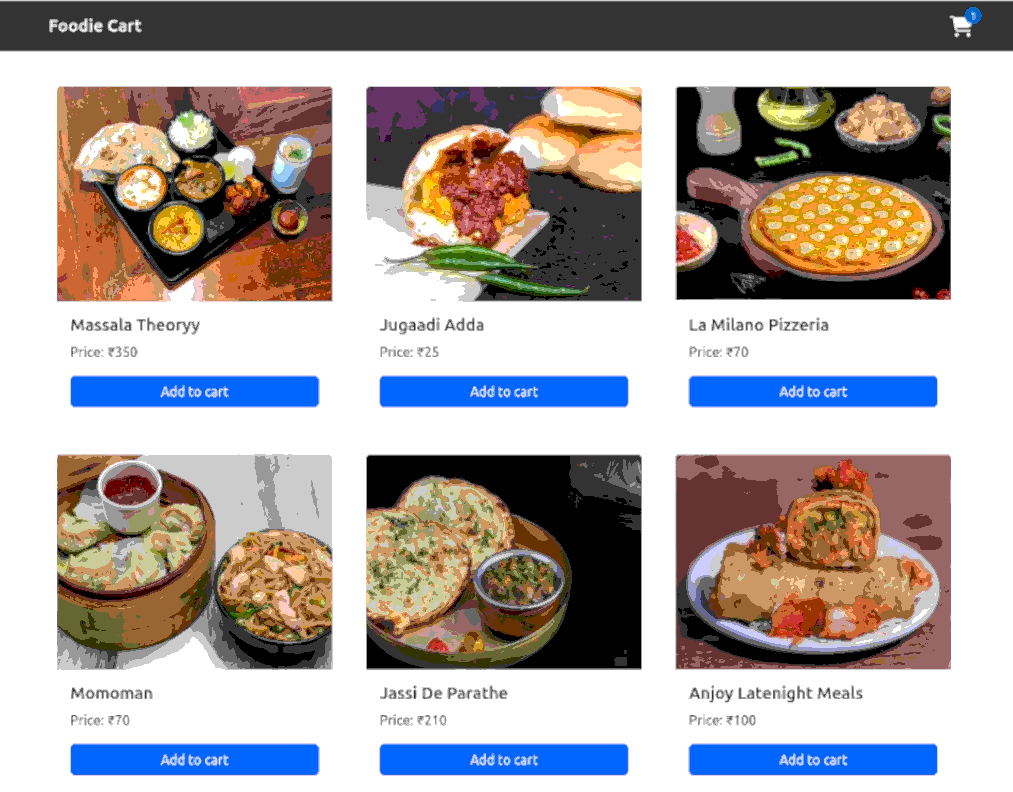 Foodie Cart
1
Massala Theoryy
Price: ₹350
Add to cart
Jugaadi Adda
Price: ₹25
Add to cart
La Milano Pizzeria
Price: ₹70
Add to cart
Momoman
Price: ₹70
Add to cart
Jassi De Parathe
Price: ₹210
Add to cart
Anjoy Latenight Meals
Price: ₹100
Add to cart